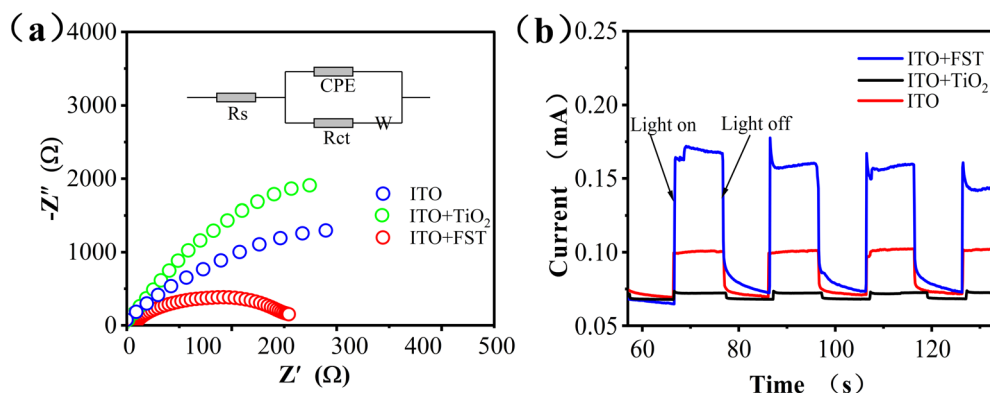 (a)
4000
3000
2000
1000
0
-Z″ (Ω)
CPE
Rs
W
Rct
ITO
ITO+TiO₂
ITO+FST
0 100 200 300 400 500
Z′ (Ω)
(b)
0.25
0.20
0.15
0.10
0.05
Current (mA)
ITO+FST
ITO+TiO₂
ITO
Light on
Light off
60 80 100 120
Time (s)